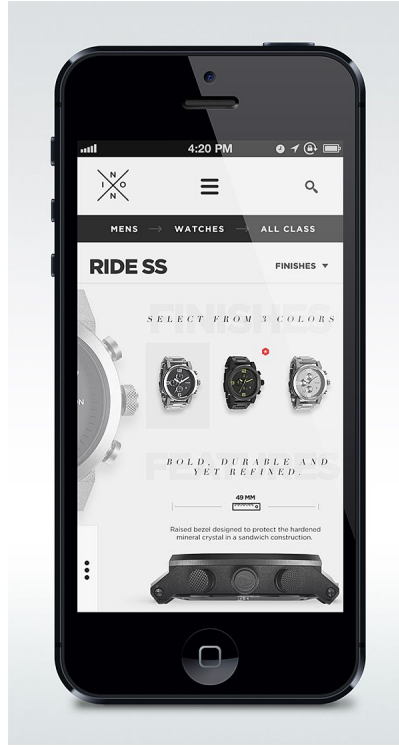 4:20 PM
N
I O
N
MENS → WATCHES → ALL CLASS
RIDE SS
FINISHES ▼
FINISHES
SELECT FROM 3 COLORS
FEATURES
BOLD, DURABLE AND
YET REFINED.
49 MM
Raised bezel designed to protect the hardened
mineral crystal in a sandwich construction.